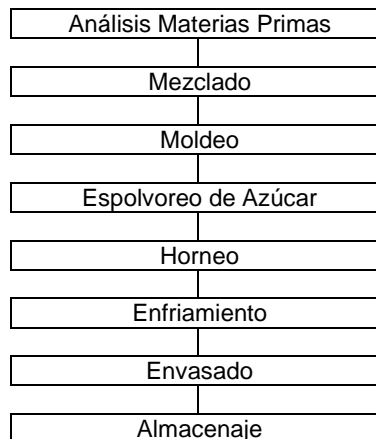 Análisis Materias Primas
Mezclado
Moldeo
Espolvoreo de Azúcar
Horneo
Enfriamiento
Envasado
Almacenaje